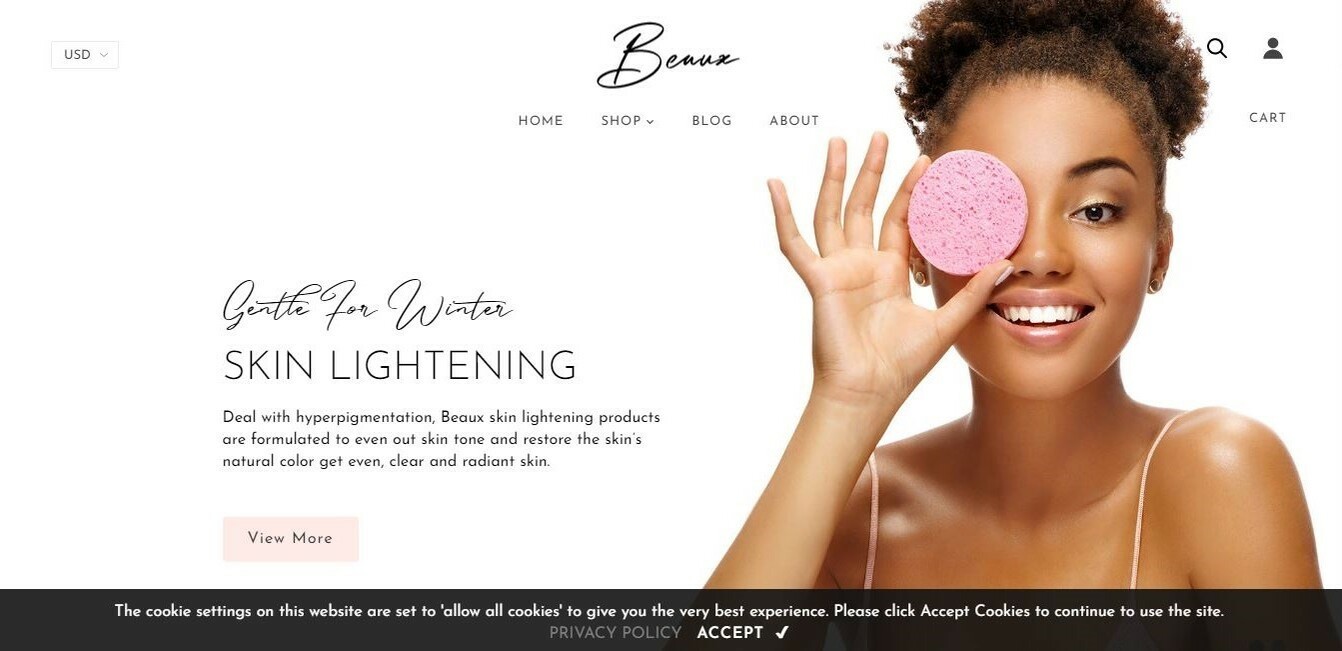 USD
Beaux
HOME SHOP BLOG ABOUT
CART
Gentle For Winter
SKIN LIGHTENING
Deal with hyperpigmentation, Beaux skin lightening products
are formulated to even out skin tone and restore the skin's
natural color get even, clear and radiant skin.
View More
The cookie settings on this website are set to 'allow all cookies' to give you the very best experience. Please click Accept Cookies to continue to use the site.
PRIVACY POLICY ACCEPT ✔